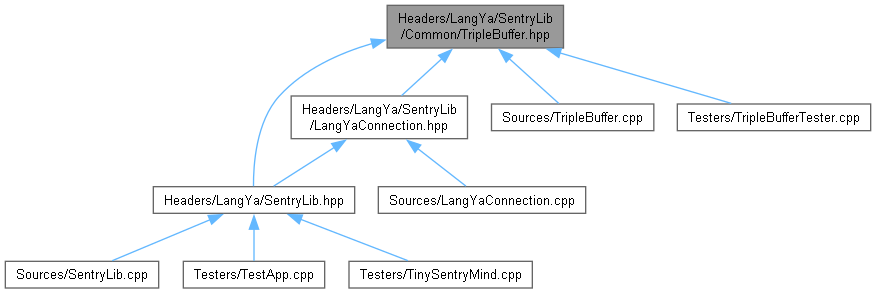 Headers/LangYa/SentryLib
/Common/TripleBuffer.hpp
Headers/LangYa/SentryLib
/LangYaConnection.hpp
Sources/TripleBuffer.cpp
Testers/TripleBufferTester.cpp
Headers/LangYa/SentryLib.hpp
Sources/LangYaConnection.cpp
Sources/SentryLib.cpp
Testers/TestApp.cpp
Testers/TinySentryMind.cpp